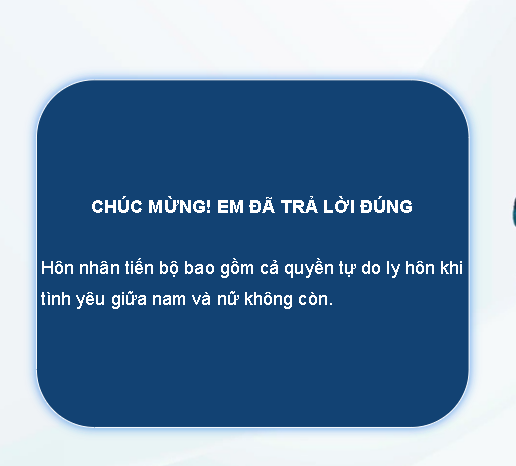 CHÚC MỪNG! EM ĐÃ TRẢ LỜI ĐÚNG
Hôn nhân tiến bộ bao gồm cả quyền tự do ly hôn khi
tình yêu giữa nam và nữ không còn.